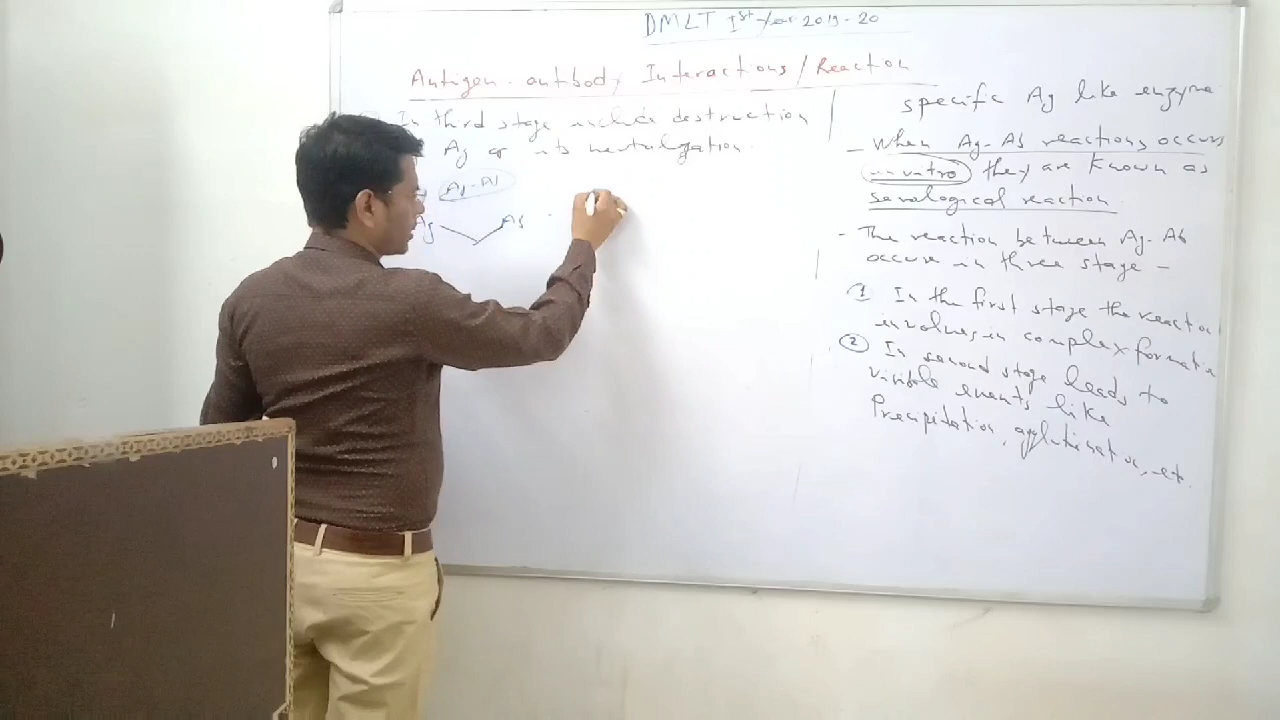 DMLT Ist year 2019-20
Antigen-antibody Interactions/Reaction
In third stage include destruction
Ag or its neutralization.
Ag-Ab
Ag Ab
specific Ag like enzyme
- When Ag-Ab reactions occurs
in vitro they are known as
serological reaction.
- The reaction between Ag-Ab
occurs in three stage -
① In the first stage the reaction
involves in complex formation
② In second stage leads to
visible events like
Precipitation, agglutination, etc.